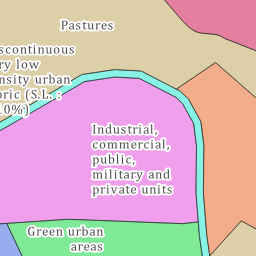 Pastures
scontinuous
ry low
nsity urban
bric (S.L. :
10%)
Industrial,
commercial,
public,
military and
private units
Green urban
areas